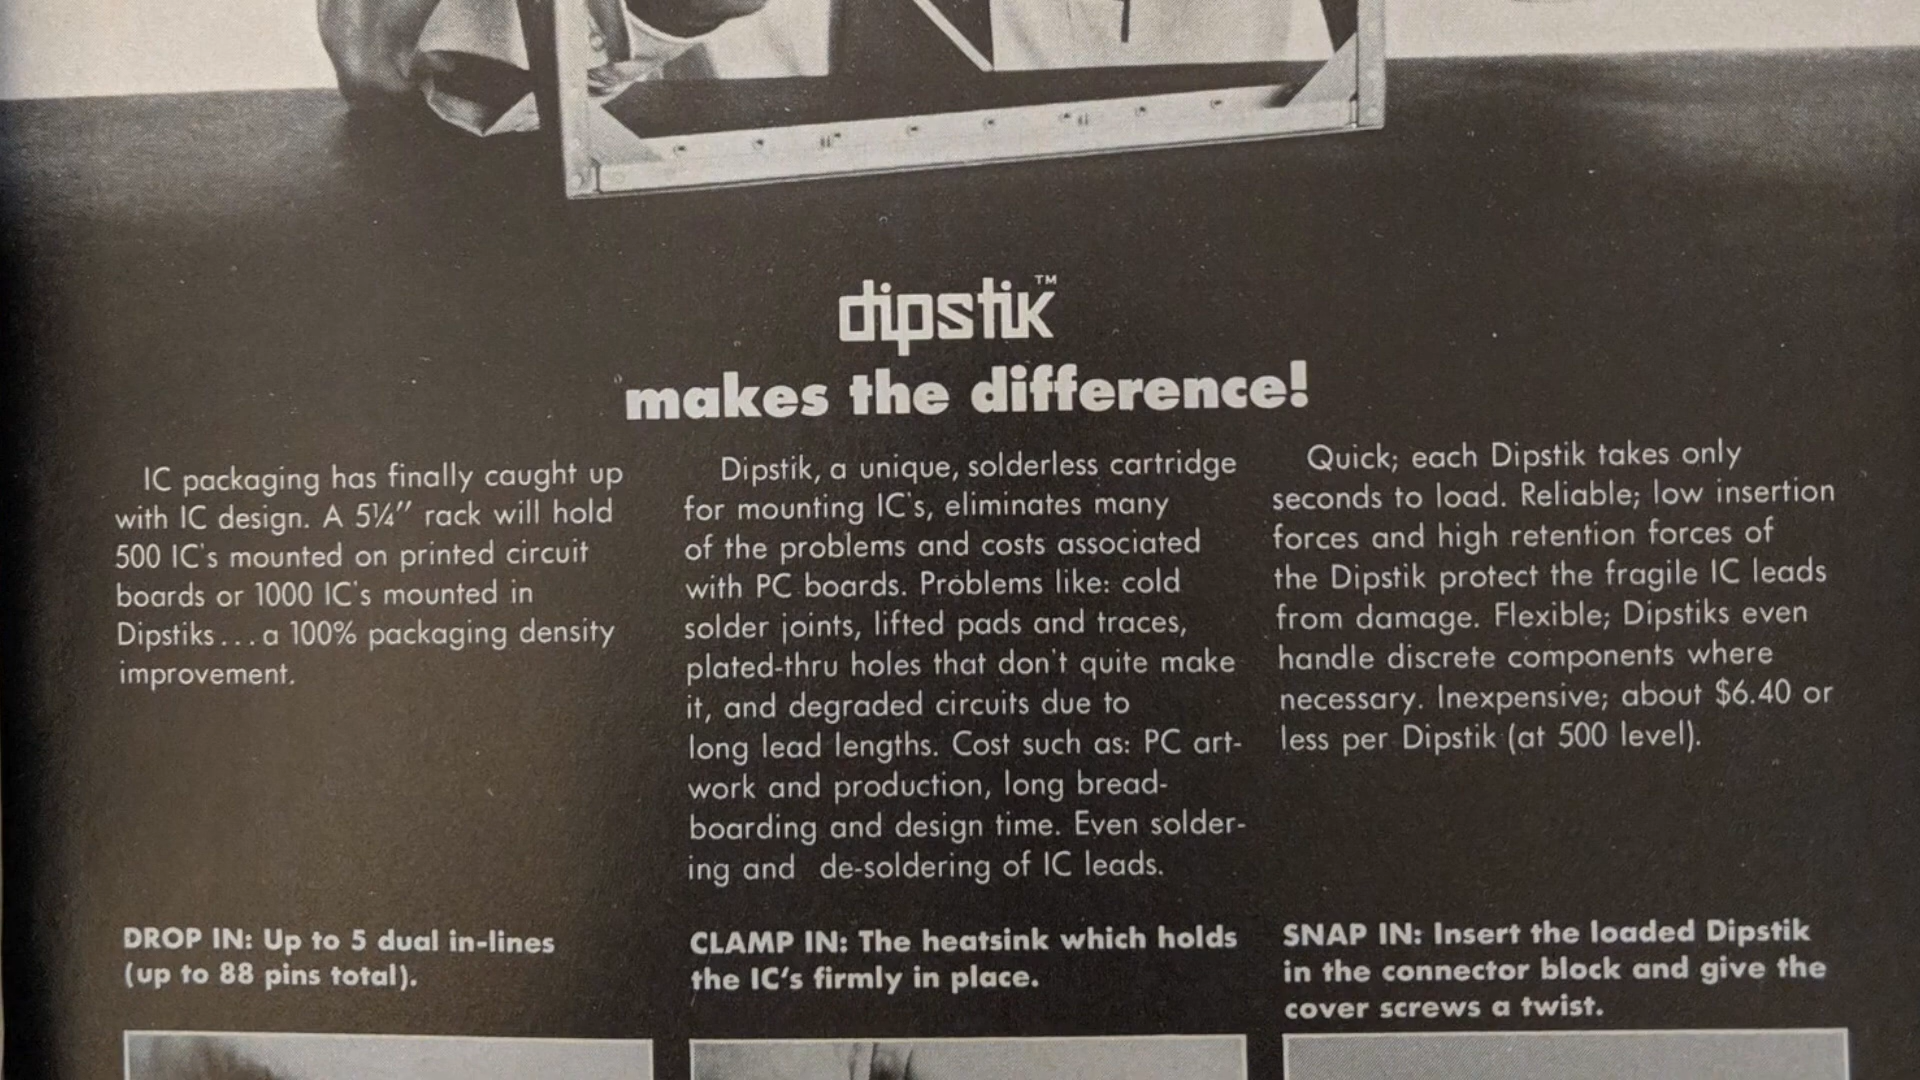 dipstik™
makes the difference!
IC packaging has finally caught up
with IC design. A 5¼" rack will hold
500 IC's mounted on printed circuit
boards or 1000 IC's mounted in
Dipstiks...a 100% packaging density
improvement.
Dipstik, a unique, solderless cartridge
for mounting IC's, eliminates many
of the problems and costs associated
with PC boards. Problems like: cold
solder joints, lifted pads and traces,
plated-thru holes that don't quite make
it, and degraded circuits due to
long lead lengths. Cost such as: PC art-
work and production, long bread-
boarding and design time. Even solder-
ing and de-soldering of IC leads.
Quick; each Dipstik takes only
seconds to load. Reliable; low insertion
forces and high retention forces of
the Dipstik protect the fragile IC leads
from damage. Flexible; Dipstiks even
handle discrete components where
necessary. Inexpensive; about $6.40 or
less per Dipstik (at 500 level).
DROP IN: Up to 5 dual in-lines
(up to 88 pins total).
CLAMP IN: The heatsink which holds
the IC's firmly in place.
SNAP IN: Insert the loaded Dipstik
in the connector block and give the
cover screws a twist.